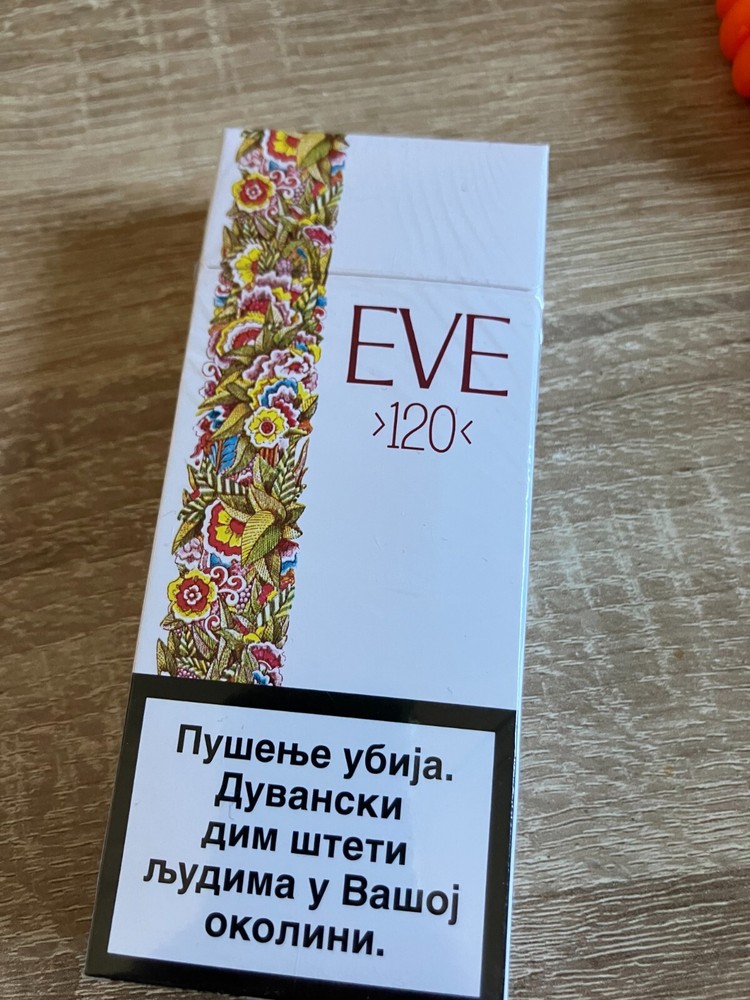 EVE
›120‹
Пушење убија.
Дувански
дим штети
људима у Вашој
околини.